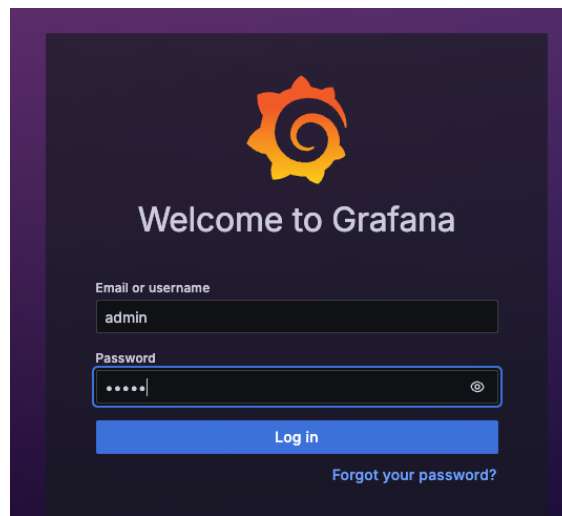 Welcome to Grafana
Email or username
admin
Password
•••••
Log in
Forgot your password?